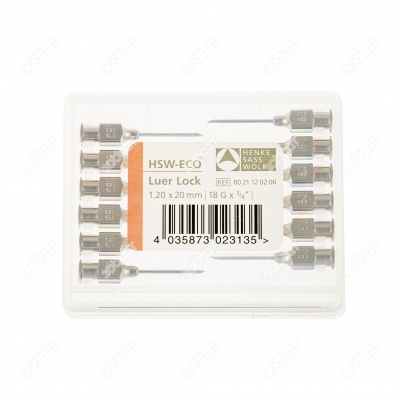 HSW-ECO
Luer Lock
HENKE
SASS
WOLF
REF 80 21 12 02 06
1.20 x 20 mm | 18 G x ¾" |
4 035873 023135 >